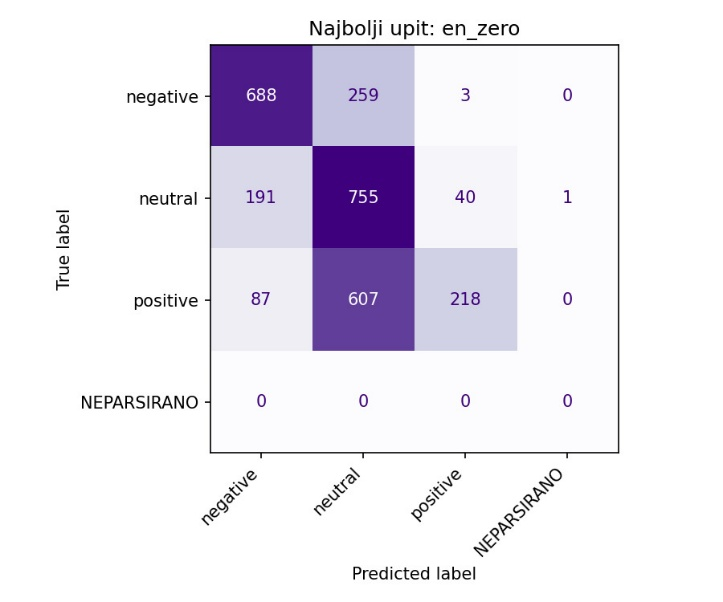 Najbolji upit: en_zero
negative 688 259 3 0
neutral 191 755 40 1
positive 87 607 218 0
NEPARSIRANO 0 0 0 0
True label
negative neutral positive NEPARSIRANO
Predicted label